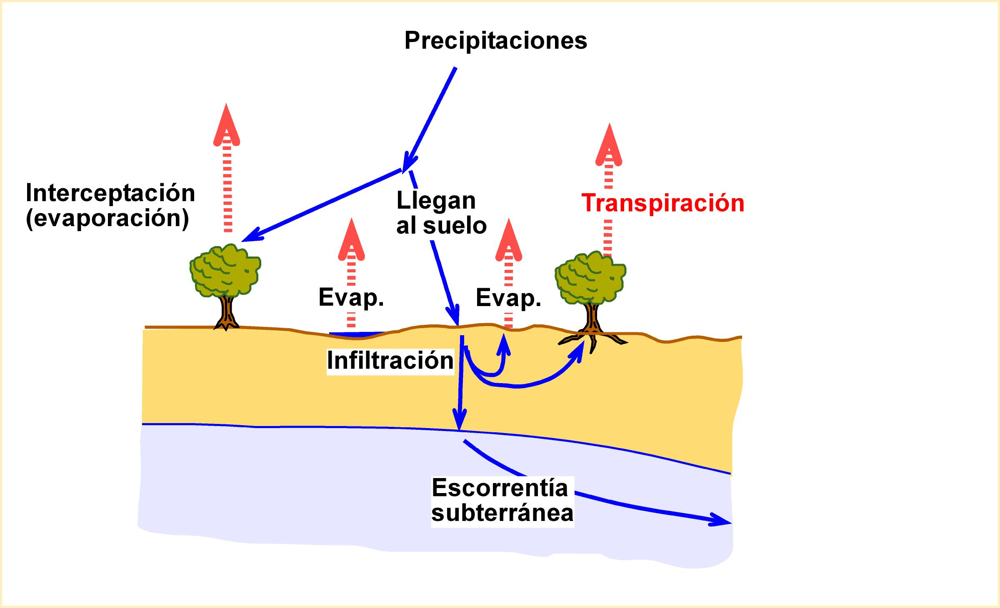 Precipitaciones
Interceptación
(evaporación)
Llegan
al suelo
Transpiración
Evap.
Evap.
Infiltración
Escorrentía
subterránea